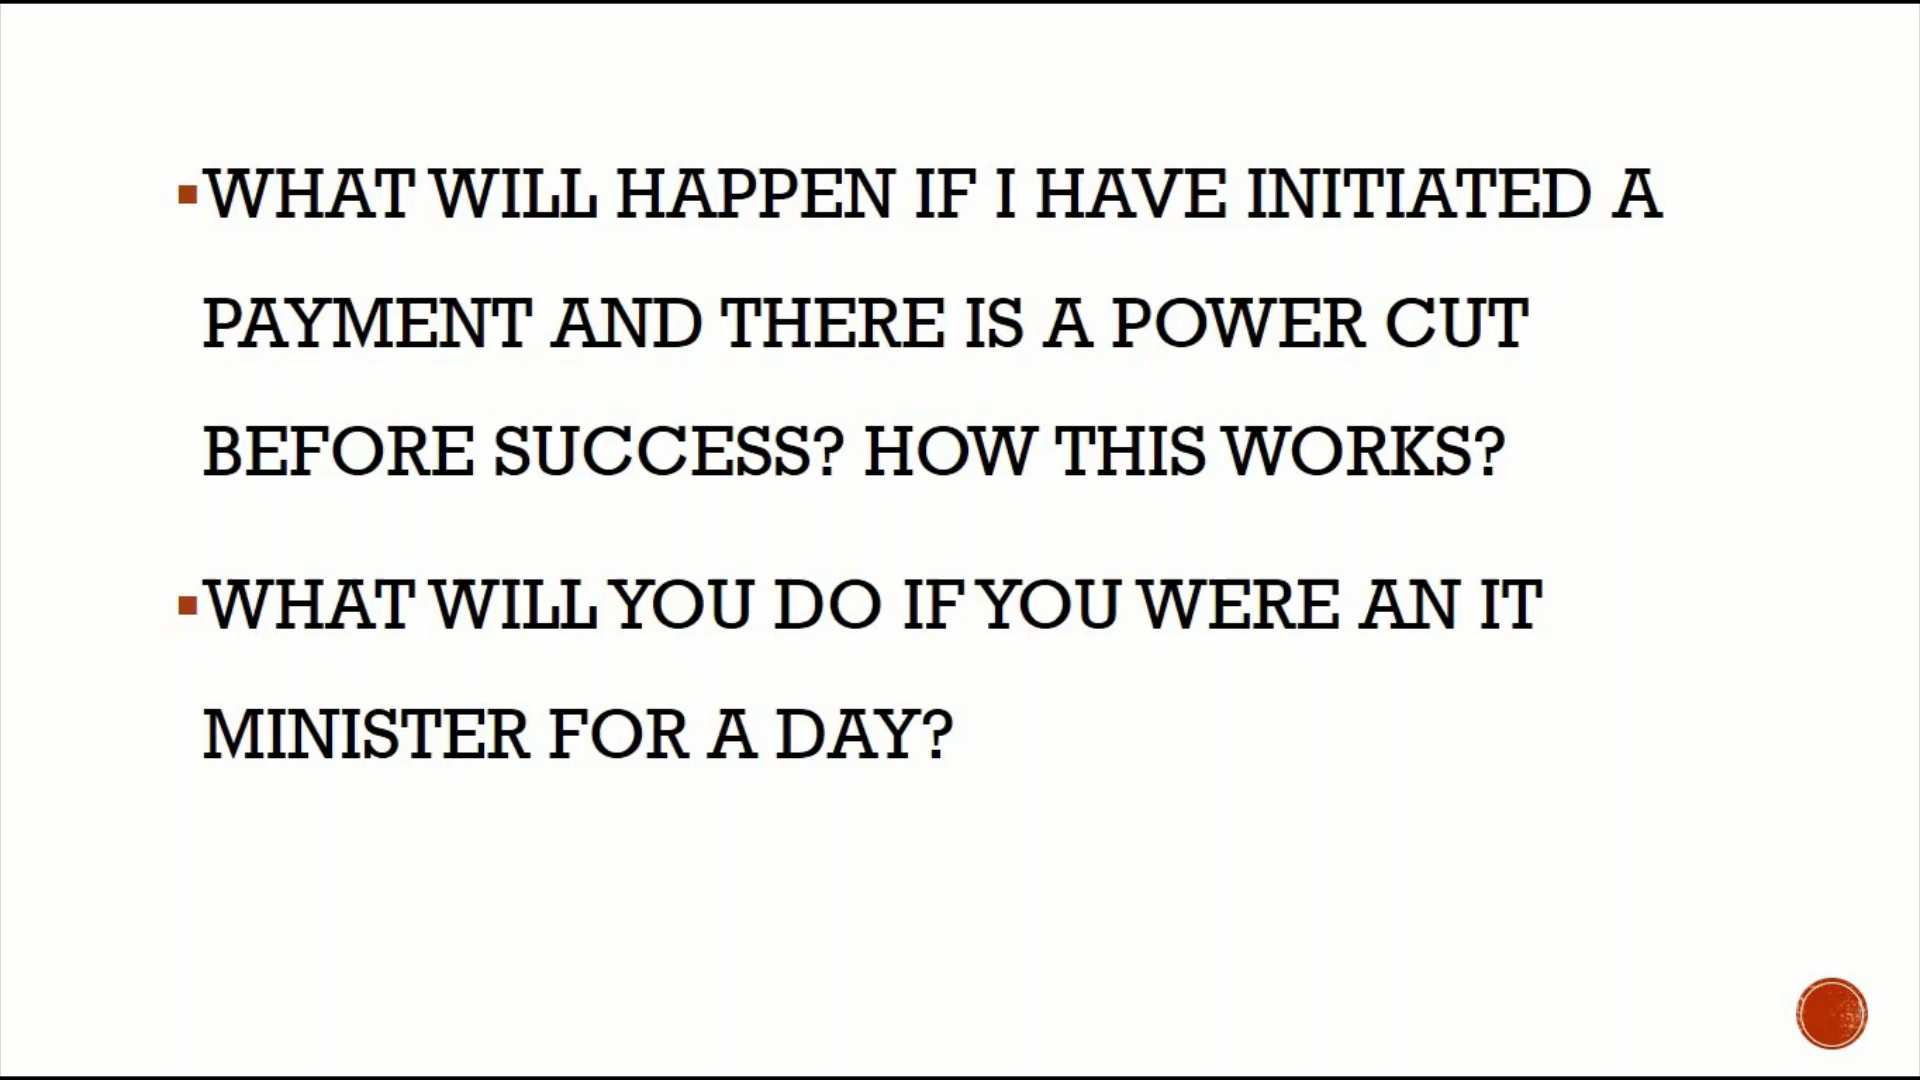 ▪WHAT WILL HAPPEN IF I HAVE INITIATED A
PAYMENT AND THERE IS A POWER CUT
BEFORE SUCCESS? HOW THIS WORKS?
▪WHAT WILL YOU DO IF YOU WERE AN IT
MINISTER FOR A DAY?